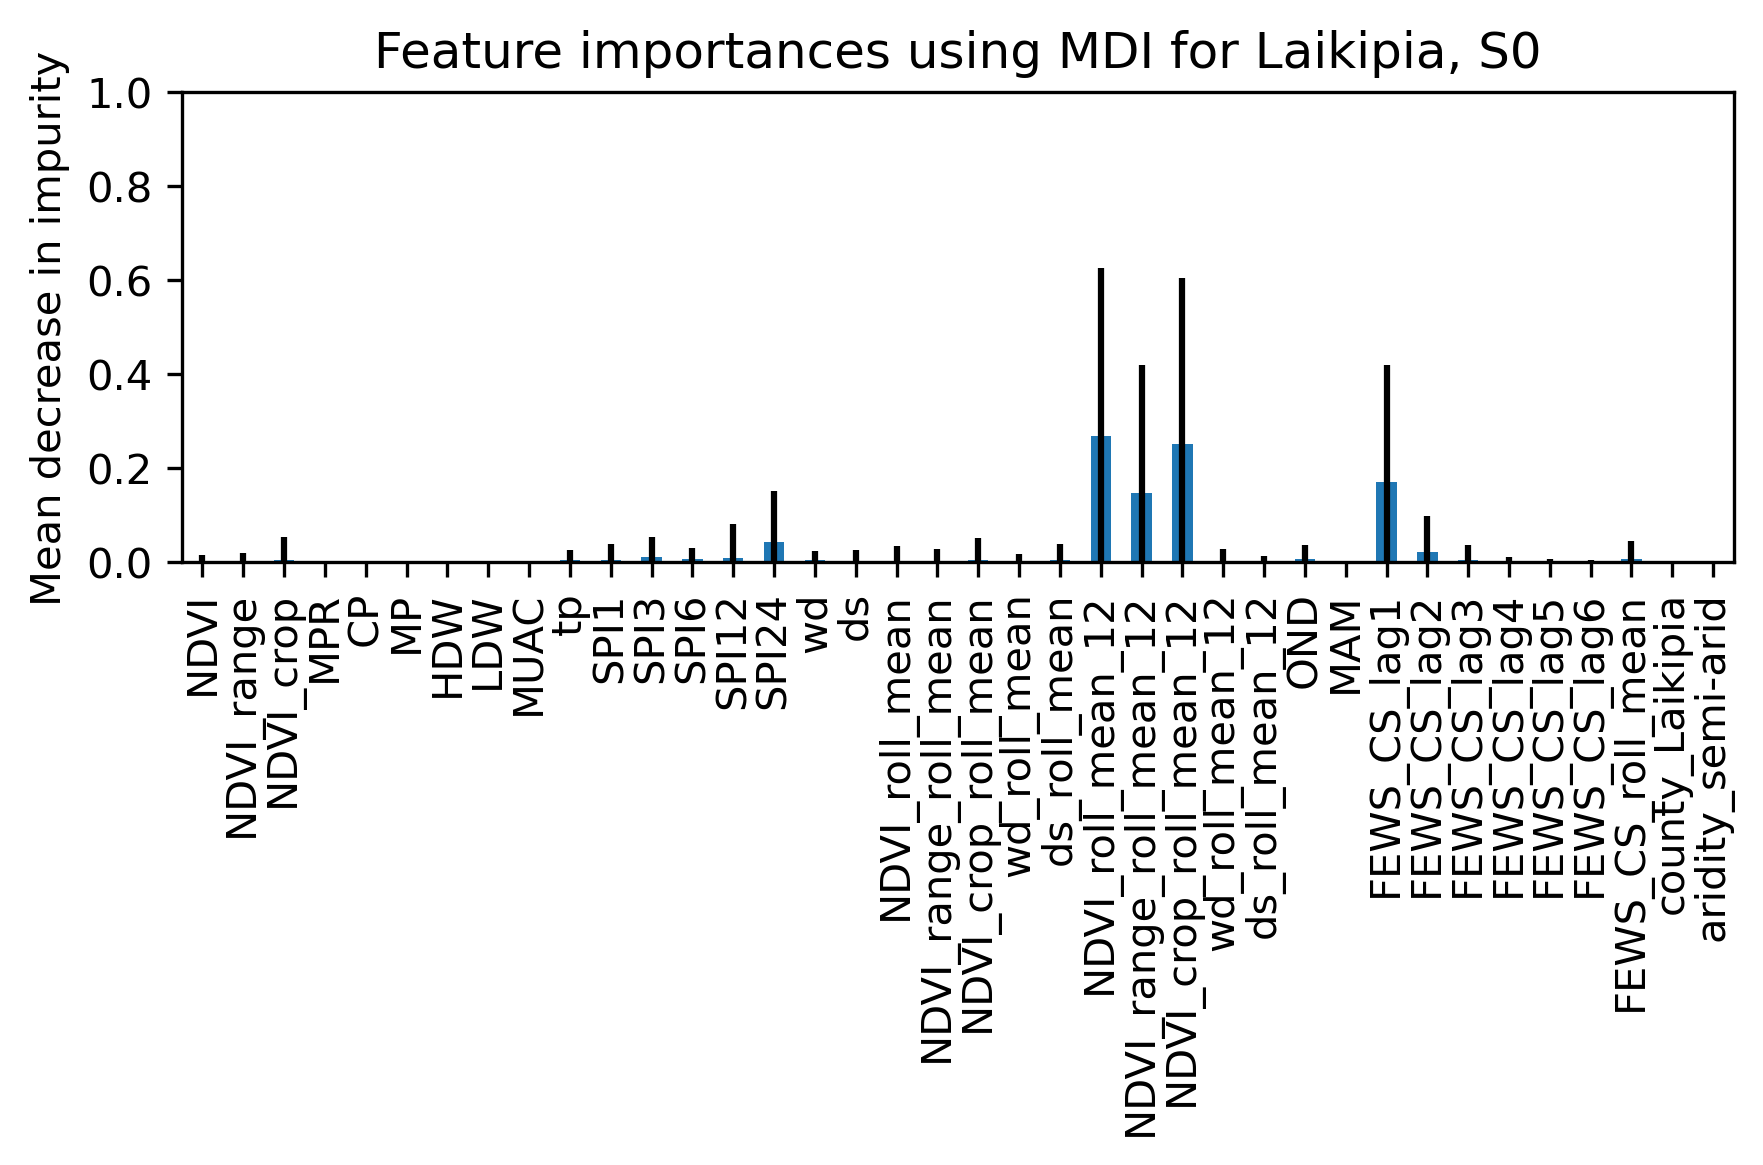 Feature importances using MDI for Laikipia, S0
Mean decrease in impurity
1.0
0.8
0.6
0.4
0.2
0.0
NDVI
NDVI_range
NDVI_crop
MPR
CP
MP
HDW
LDW
MUAC
tp
SPI1
SPI3
SPI6
SPI12
SPI24
wd
ds
NDVI_roll_mean
NDVI_range_roll_mean
NDVI_crop_roll_mean
wd_roll_mean
ds_roll_mean
NDVI_roll_mean_12
NDVI_range_roll_mean_12
NDVI_crop_roll_mean_12
wd_roll_mean_12
ds_roll_mean_12
OND
MAM
FEWS_CS_lag1
FEWS_CS_lag2
FEWS_CS_lag3
FEWS_CS_lag4
FEWS_CS_lag5
FEWS_CS_lag6
FEWS_CS_roll_mean
county_Laikipia
aridity_semi-arid